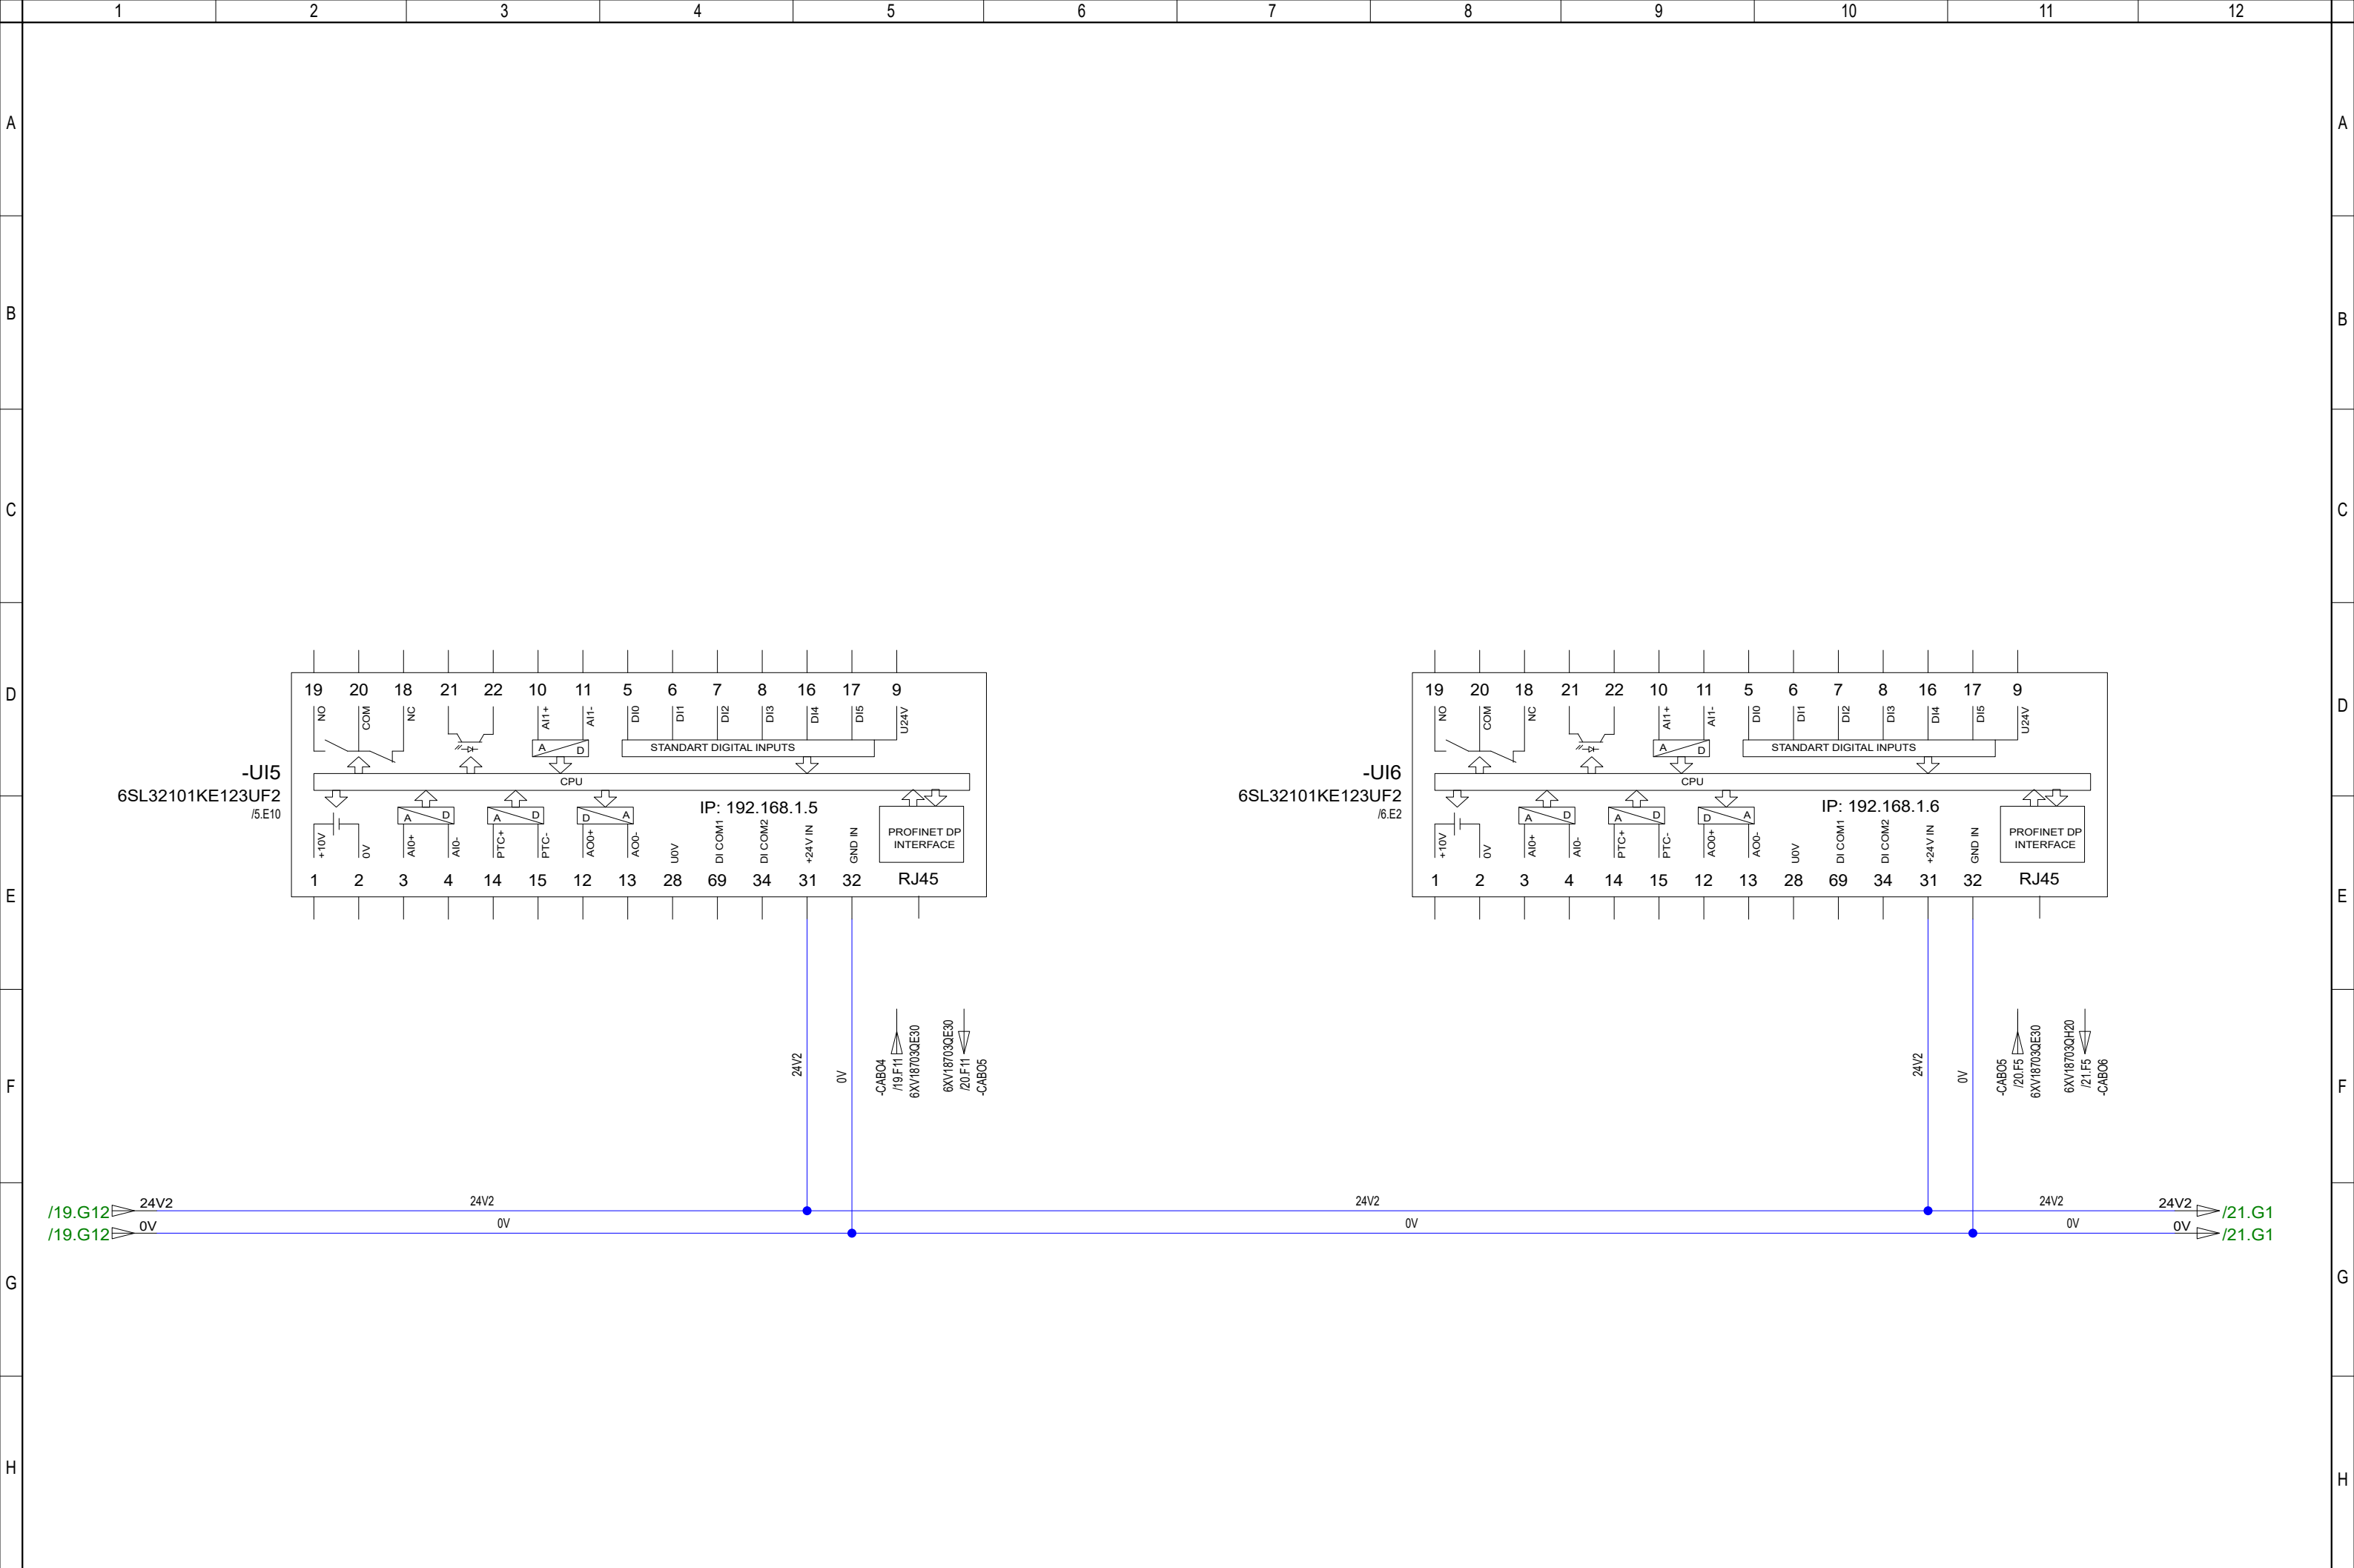 1 2 3 4 5 6 7 8 9 10 11 12
A A
B B
C C
D D
E E
F F
G G
H H
19 20 18 21 22 10 11 5 6 7 8 16 17 9
NO COM NC AI1+ AI1- DI0 DI1 DI2 DI3 DI4 DI5 U24V
A D
STANDART DIGITAL INPUTS
CPU
-UI5
6SL32101KE123UF2
/5.E10
IP: 192.168.1.5
A D A D D A
PROFINET DP
INTERFACE
+10V 0V AI0+ AI0- PTC+ PTC- AO0+ AO0- U0V DI COM1 DI COM2 +24V IN GND IN
1 2 3 4 14 15 12 13 28 69 34 31 32 RJ45
24V2
0V
-CABO4
/19.F11
6XV18703QE30
6XV18703QE30
/20.F11
-CABO5
19 20 18 21 22 10 11 5 6 7 8 16 17 9
NO COM NC AI1+ AI1- DI0 DI1 DI2 DI3 DI4 DI5 U24V
A D
STANDART DIGITAL INPUTS
CPU
-UI6
6SL32101KE123UF2
/6.E2
IP: 192.168.1.6
A D A D D A
PROFINET DP
INTERFACE
+10V 0V AI0+ AI0- PTC+ PTC- AO0+ AO0- U0V DI COM1 DI COM2 +24V IN GND IN
1 2 3 4 14 15 12 13 28 69 34 31 32 RJ45
24V2
0V
-CABO5
/20.F5
6XV18703QE30
6XV18703QH20
/21.F5
-CABO6
/19.G12 24V2 24V2 24V2 24V2 24V2 /21.G1
/19.G12 0V 0V 0V 0V 0V /21.G1